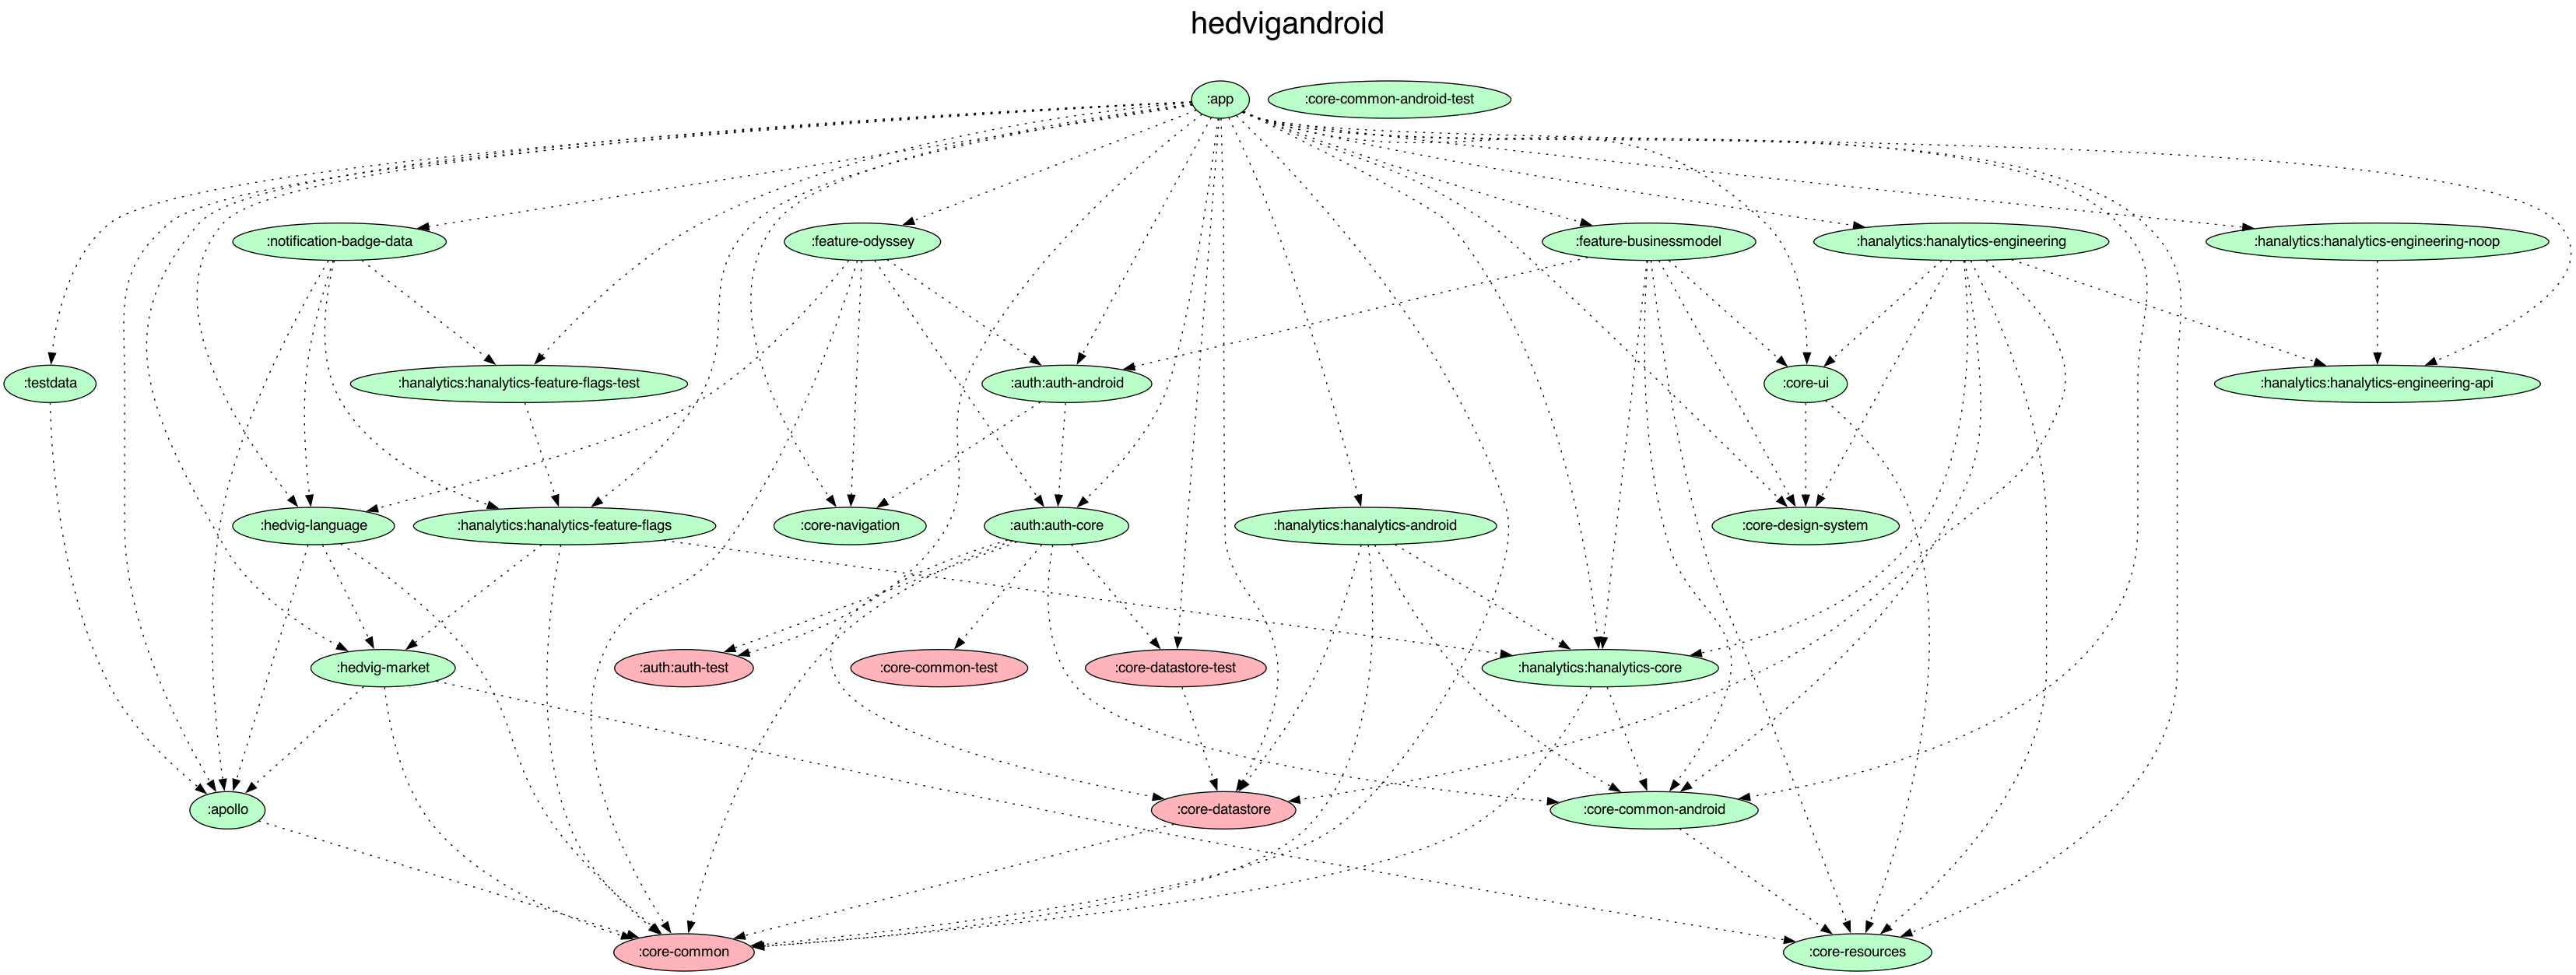 hedvigandroid
:app
:core-common-android-test
:notification-badge-data
:feature-odyssey
:feature-businessmodel
:hanalytics:hanalytics-engineering
:hanalytics:hanalytics-engineering-noop
:testdata
:hanalytics:hanalytics-feature-flags-test
:auth:auth-android
:core-ui
:hanalytics:hanalytics-engineering-api
:hedvig-language
:hanalytics:hanalytics-feature-flags
:core-navigation
:auth:auth-core
:hanalytics:hanalytics-android
:core-design-system
:hedvig-market
:auth:auth-test
:core-common-test
:core-datastore-test
:hanalytics:hanalytics-core
:apollo
:core-datastore
:core-common-android
:core-common
:core-resources